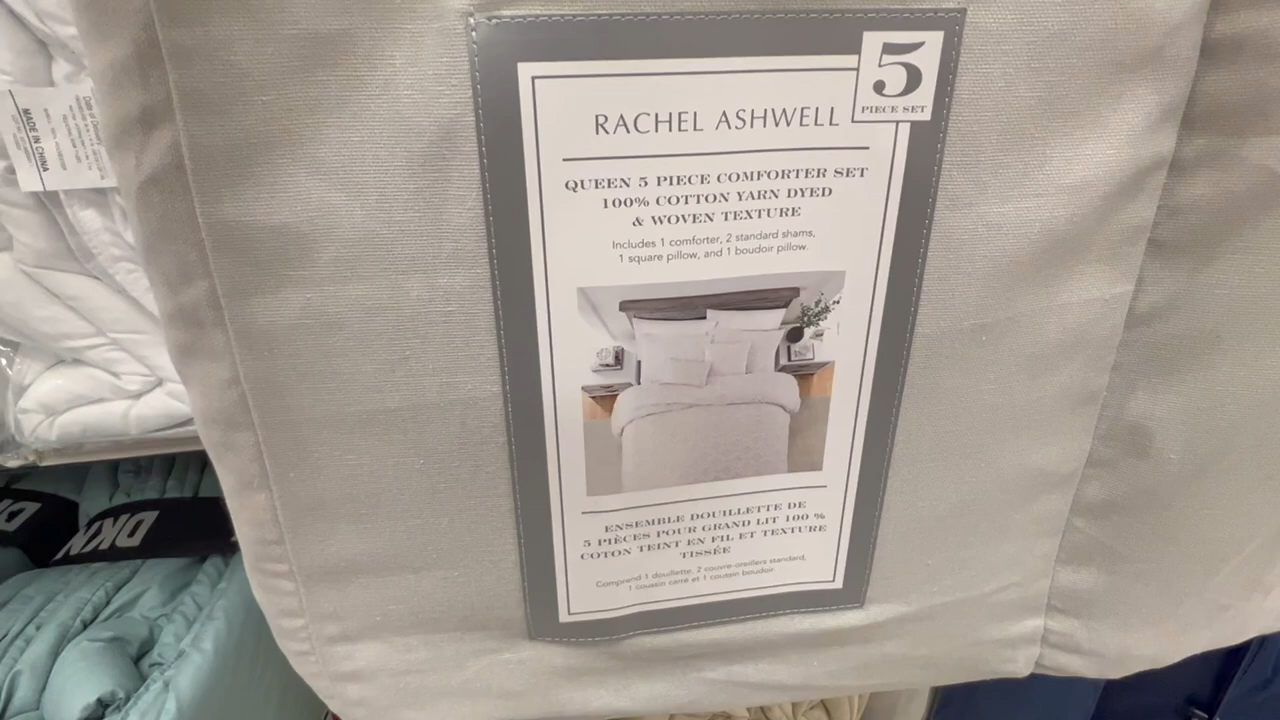 5
PIECE SET
RACHEL ASHWELL
QUEEN 5 PIECE COMFORTER SET
100% COTTON YARN DYED
& WOVEN TEXTURE
Includes 1 comforter, 2 standard shams,
1 square pillow, and 1 boudoir pillow.
ENSEMBLE DOUILLETTE DE
5 PIÈCES POUR GRAND LIT 100 %
COTON TEINT EN FIL ET TEXTURE
TISSÉE
Comprend 1 douillette, 2 couvre-oreillers standard,
1 coussin carré et 1 coussin boudoir
MADE IN CHINA
DKN